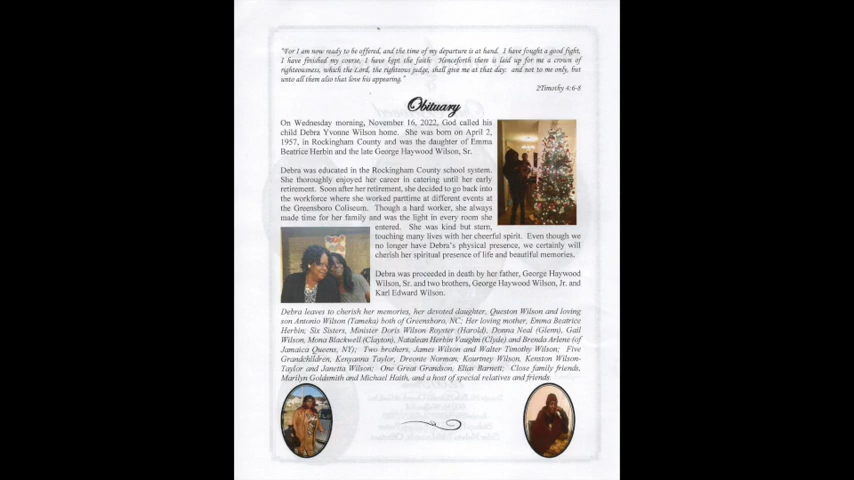 "For I am now ready to be offered, and the time of my departure is at hand. I have fought a good fight,
I have finished my course, I have kept the faith: Henceforth there is laid up for me a crown of
righteousness, which the Lord, the righteous judge, shall give me at that day: and not to me only, but
unto all them also that love his appearing."
2Timothy 4:6-8
Obituary
On Wednesday morning, November 16, 2022, God called his
child Debra Yvonne Wilson home. She was born on April 2,
1957, in Rockingham County and was the daughter of Emma
Beatrice Herbin and the late George Haywood Wilson, Sr.
Debra was educated in the Rockingham County school system.
She thoroughly enjoyed her career in catering until her early
retirement. Soon after her retirement, she decided to go back into
the workforce where she worked parttime at different events at
the Greensboro Coliseum. Though a hard worker, she always
made time for her family and was the light in every room she
entered. She was kind but stern,
touching many lives with her cheerful spirit. Even though we
no longer have Debra's physical presence, we certainly will
cherish her spiritual presence of life and beautiful memories.
Debra was proceeded in death by her father, George Haywood
Wilson, Sr. and two brothers, George Haywood Wilson, Jr. and
Karl Edward Wilson.
Debra leaves to cherish her memories, her devoted daughter, Queston Wilson and loving
son Antonio Wilson (Tameka) both of Greensboro, NC; Her loving mother, Emma Beatrice
Herbin; Six Sisters, Minister Doris Wilson Royster (Harold), Donna Neal (Glenn), Gail
Wilson, Mona Blackwell (Clayton), Natalean Herbin Vaughn (Clyde) and Brenda Arlene (of
Jamaica Queens, NY); Two brothers, James Wilson and Walter Timothy Wilson; Five
Grandchildren, Kenyanna Taylor, Dreonte Norman, Kourtney Wilson, Kenston Wilson-
Taylor and Janetta Wilson; One Great Grandson, Elias Barnett; Close family friends,
Marilyn Goldsmith and Michael Haith, and a host of special relatives and friends.